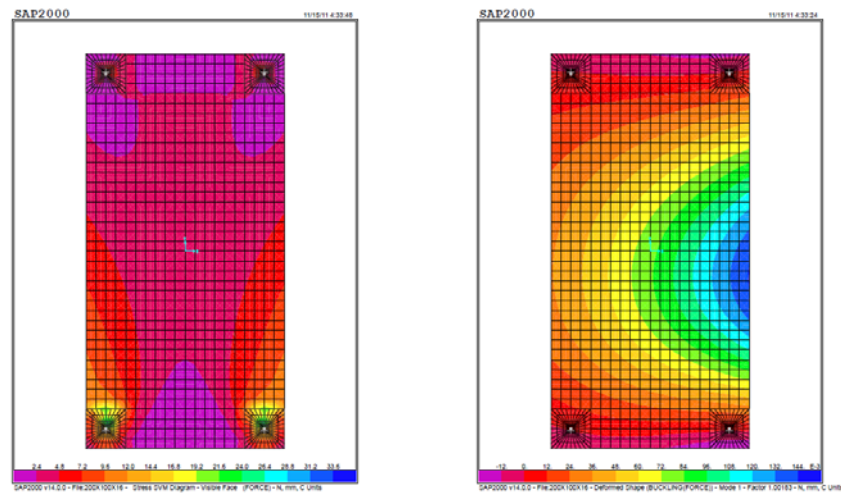 SAP2000
11/15/11 4:33:48
2.4 4.8 7.2 9.6 12.0 14.4 16.8 19.2 21.6 24.0 26.4 28.8 31.2 33.6
SAP2000 v14.0.0 - File:200X100X16 - Stress SVM Diagram - Visible Face (FORCE) - N, mm, C Units
SAP2000
11/15/11 4:33:24
-12. 0. 12. 24. 36. 48. 60. 72. 84. 96. 108. 120. 132. 144. E-3
SAP2000 v14.0.0 - File:200X100X16 - Deformed Shape (BUCKLING(FORCE)) - Mode 1 - Factor 1.00183 - N, mm, C Units